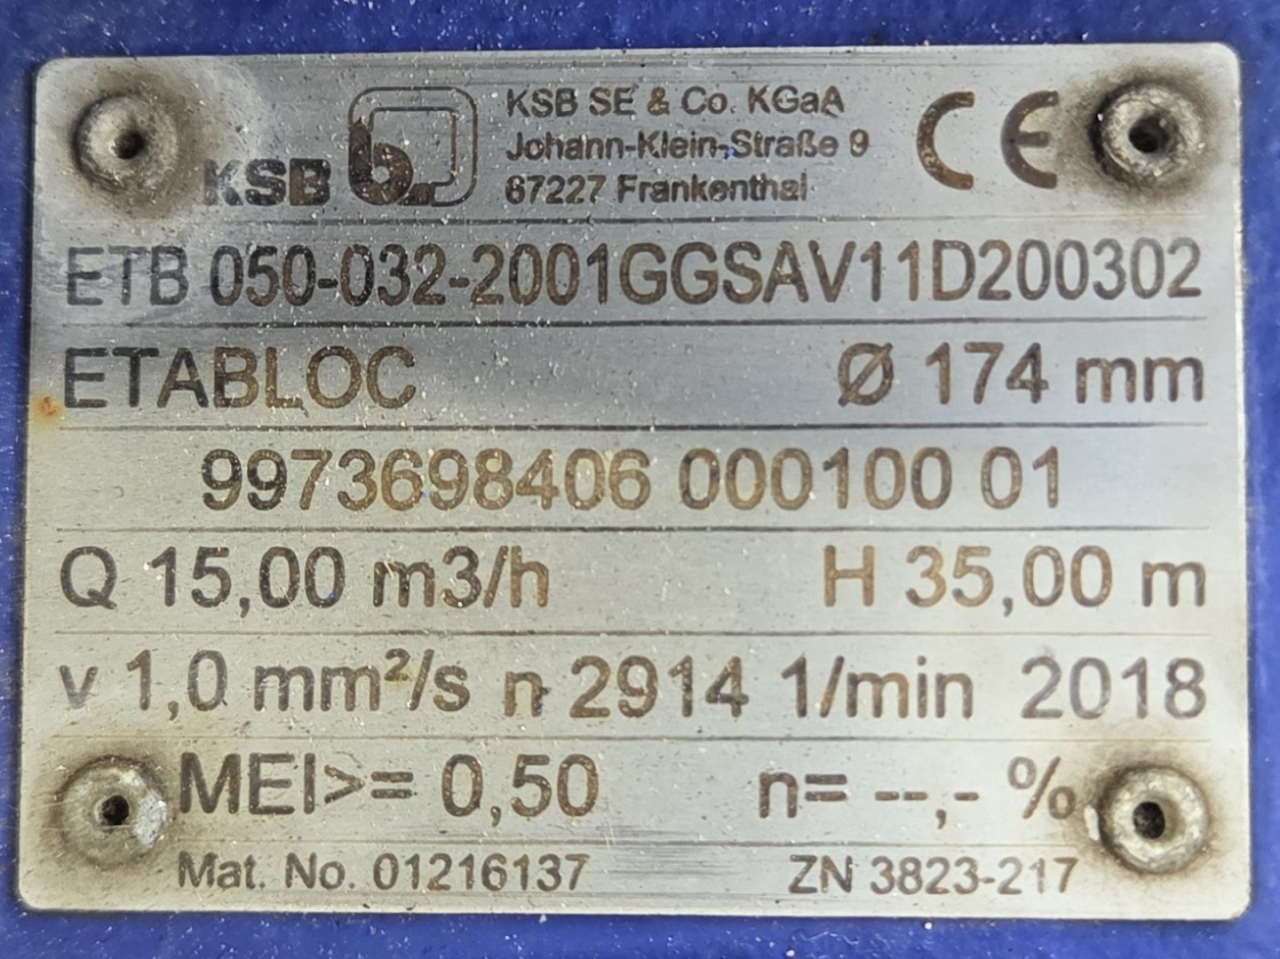 KSB b.
KSB SE & Co. KGaA
Johann-Klein-Straße 9
67227 Frankenthal
CE
ETB 050-032-2001GGSAV11D200302
ETABLOC Ø 174 mm
9973698406 000100 01
Q 15,00 m3/h H 35,00 m
v 1,0 mm²/s n 2914 1/min 2018
MEI>= 0,50 n= --,- %
Mat. No. 01216137 ZN 3823-217